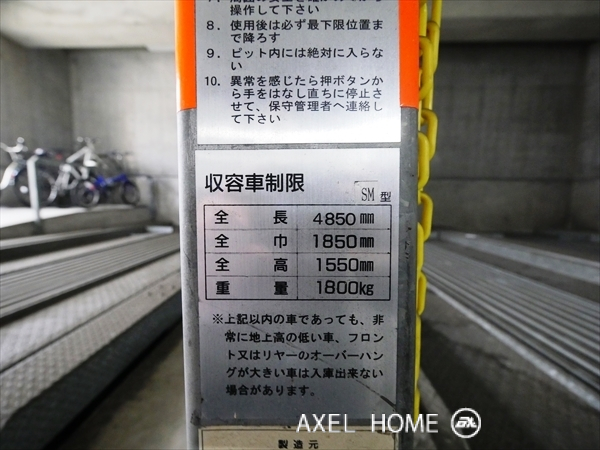 操作して下さい
8. 使用後は必ず最下限位置ま
で降ろす
9. ピット内には絶対に入らな
い
10. 異常を感じたら押ボタンか
ら手をはなし直ちに停止さ
せて、保守管理者へ連絡し
て下さい
収容車制限 SM型
全長 4850mm
全巾 1850mm
全高 1550mm
重量 1800kg
※上記以内の車であっても、非
常に地上高の低い車、フロン
ト又はリヤーのオーバーハン
グが大きい車は入庫出来ない
場合があります。
製造元
AXEL HOME